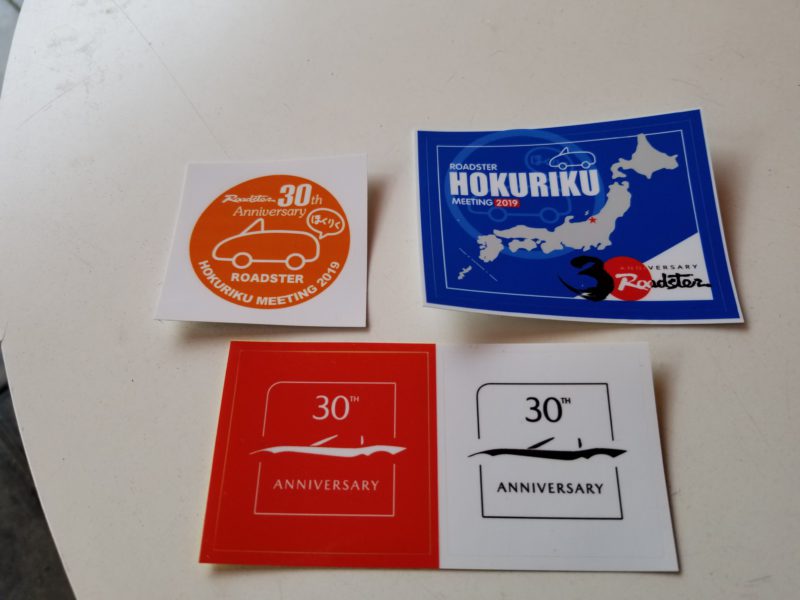 Roadster 30th
Anniversary
ほくりく
ROADSTER
HOKURIKU MEETING 2019
ROADSTER
HOKURIKU
MEETING 2019
ANNIVERSARY
30 Roadster
30TH
ANNIVERSARY
30TH
ANNIVERSARY